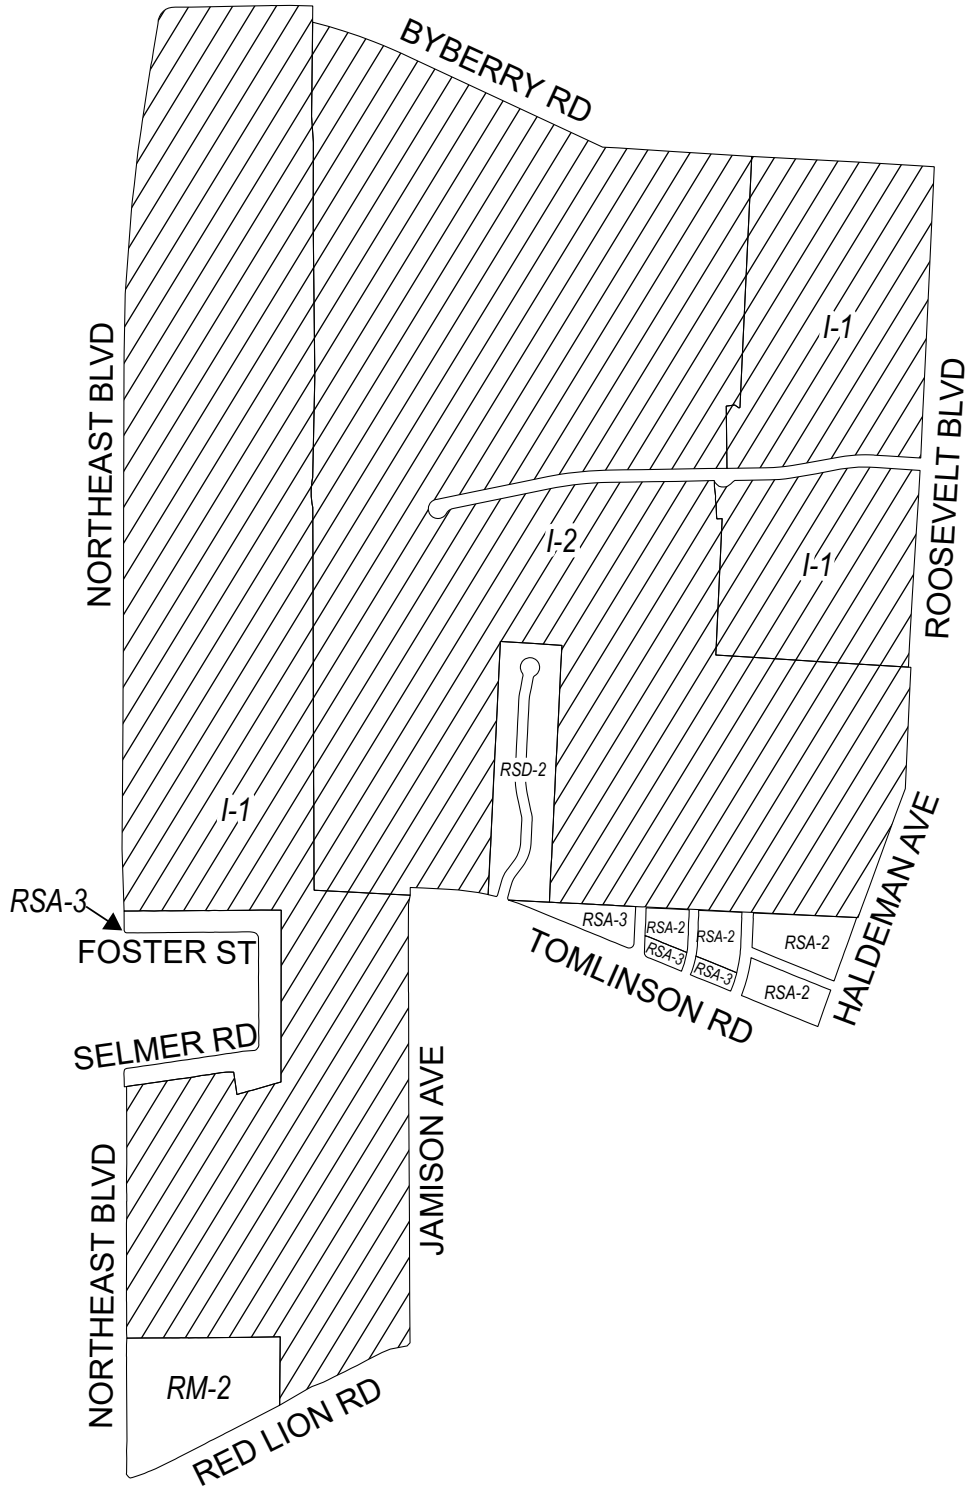 BYBERRY RD
I-1
NORTHEAST BLVD
ROOSEVELT BLVD
I-2
I-1
RSD-2
I-1
HALDEMAN AVE
RSA-3
RSA-3
RSA-2
RSA-2
RSA-2
FOSTER ST
TOMLINSON RD
RSA-3
RSA-3
RSA-2
SELMER RD
JAMISON AVE
NORTHEAST BLVD
RM-2
RED LION RD